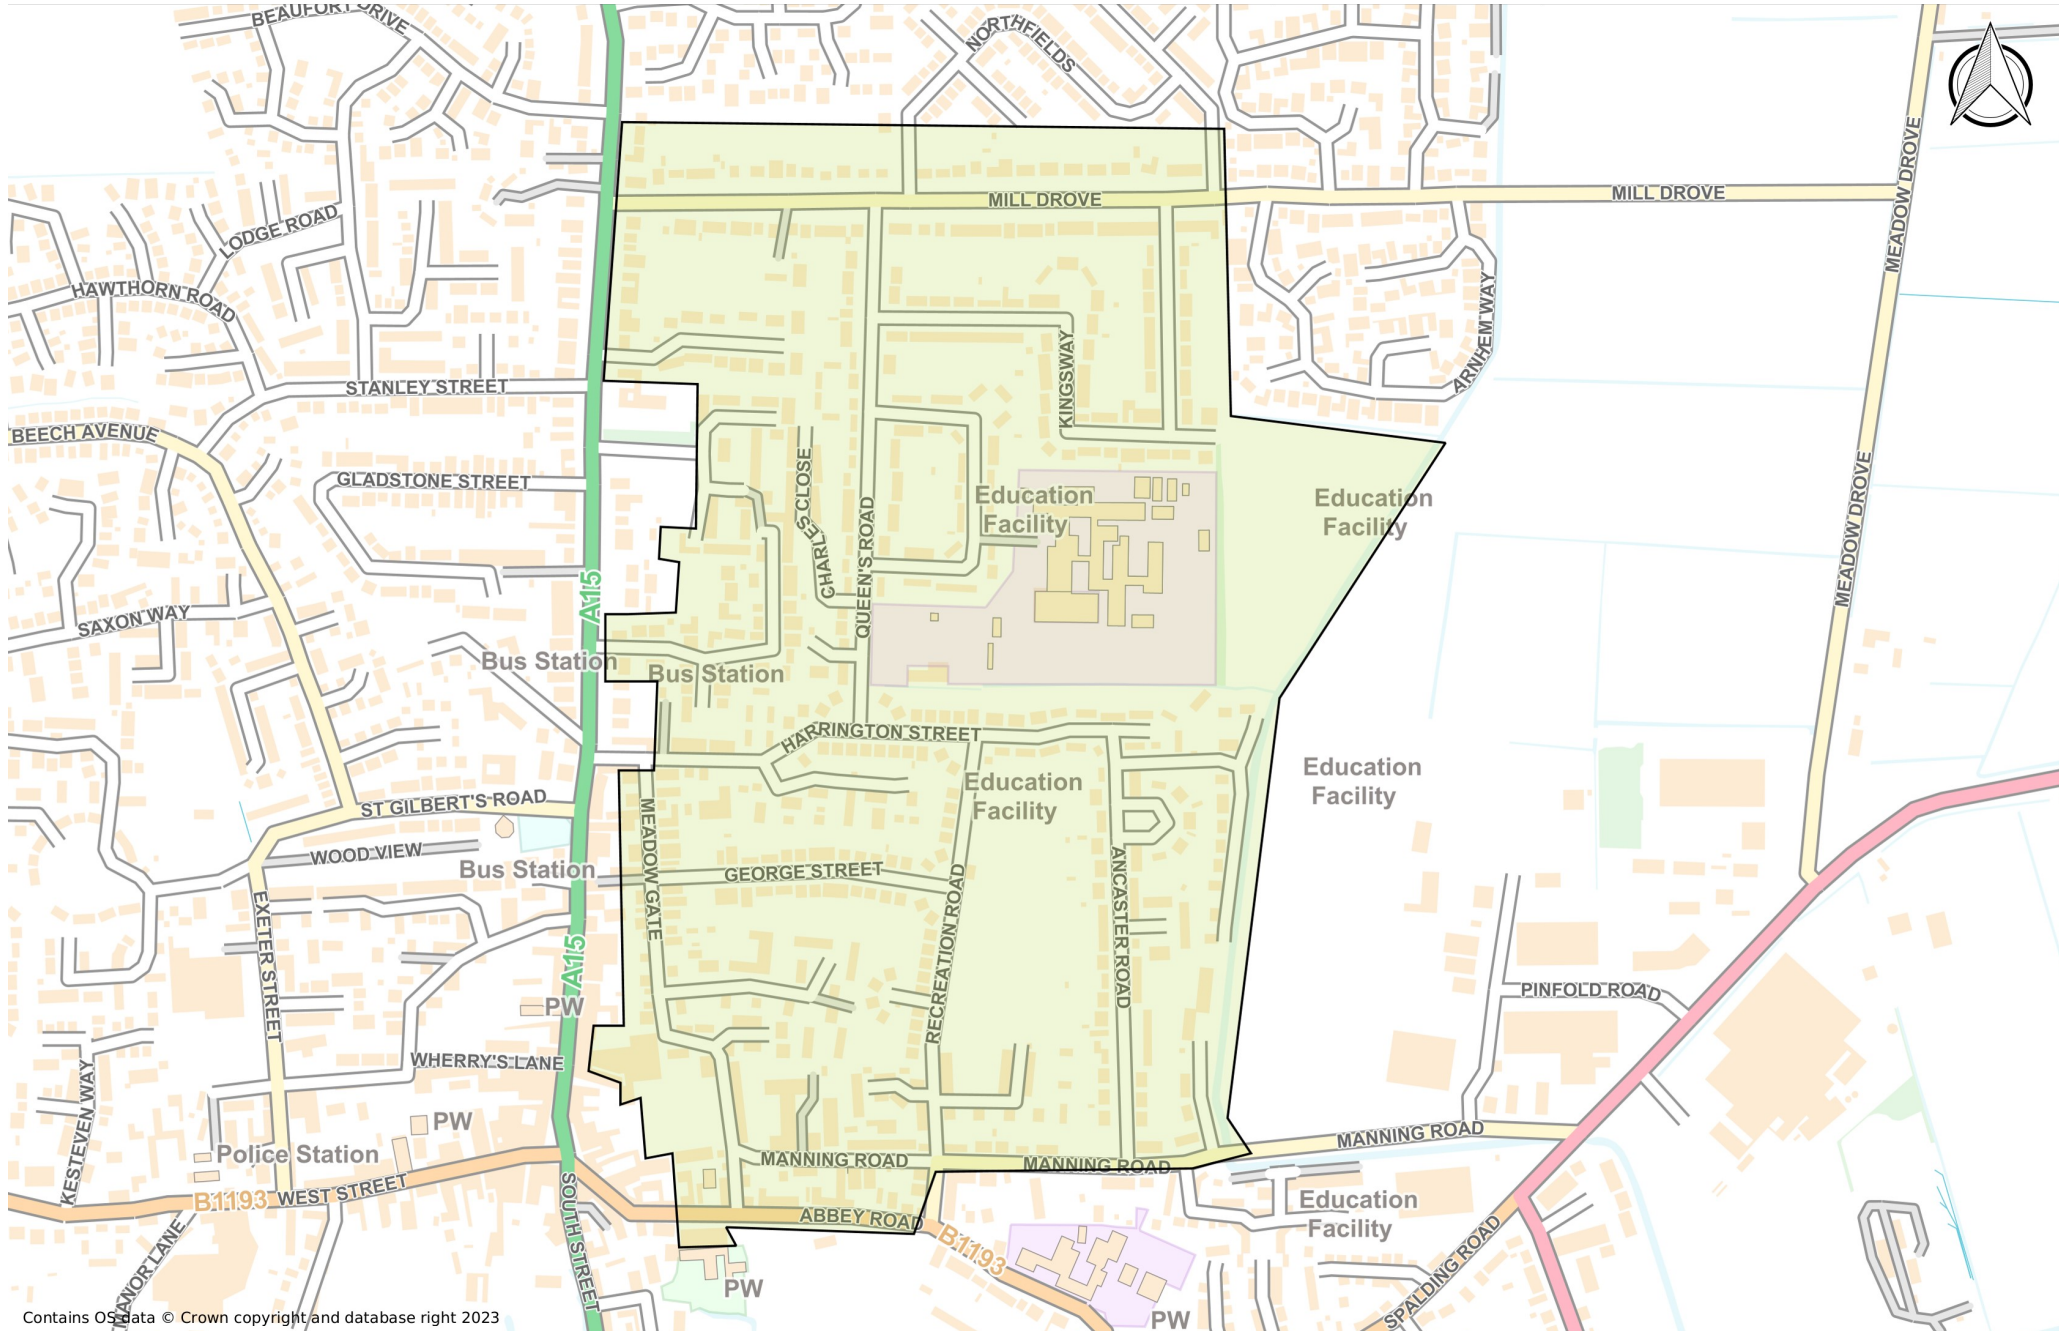 BEAUFORT DRIVE
NORTHFIELDS
MEADOW DROVE
MILL DROVE
MILL DROVE
LODGE ROAD
HAWTHORN ROAD
ARNHEM WAY
KINGSWAY
STANLEY STREET
BEECH AVENUE
GLADSTONE STREET
CHARLES CLOSE
QUEEN'S ROAD
Education
Facility
Education
Facility
MEADOW DROVE
A15
SAXON WAY
Bus Station
Bus Station
HARRINGTON STREET
Education
Facility
Education
Facility
ST GILBERT'S ROAD
MEADOW GATE
WOOD VIEW
Bus Station
GEORGE STREET
ANCASTER ROAD
RECREATION ROAD
EXETER STREET
A15
PW
PINFOLD ROAD
WHERRY'S LANE
KESTEVEN WAY
PW
Police Station
MANNING ROAD
MANNING ROAD
MANNING ROAD
B1193
WEST STREET
SOUTH STREET
ABBEY ROAD
B1193
Education
Facility
MANOR LANE
PW
PW
SPALDING ROAD
Contains OS data © Crown copyright and database right 2023